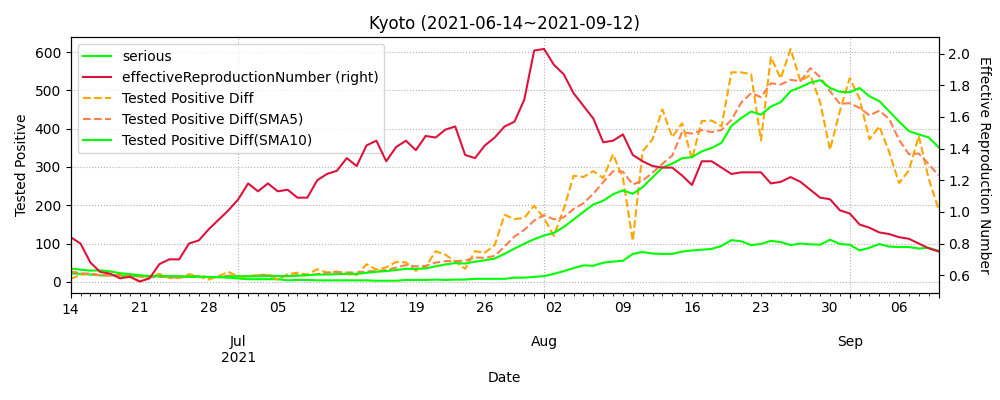 Kyoto (2021-06-14~2021-09-12)
serious
effectiveReproductionNumber (right)
Tested Positive Diff
Tested Positive Diff(SMA5)
Tested Positive Diff(SMA10)
600
500
400
300
200
100
0
Tested Positive
2.0
1.8
1.6
1.4
1.2
1.0
0.8
0.6
Effective Reproduction Number
14 21 28 05 12 19 26 02 09 16 23 30 06
Jul Aug Sep
2021
Date